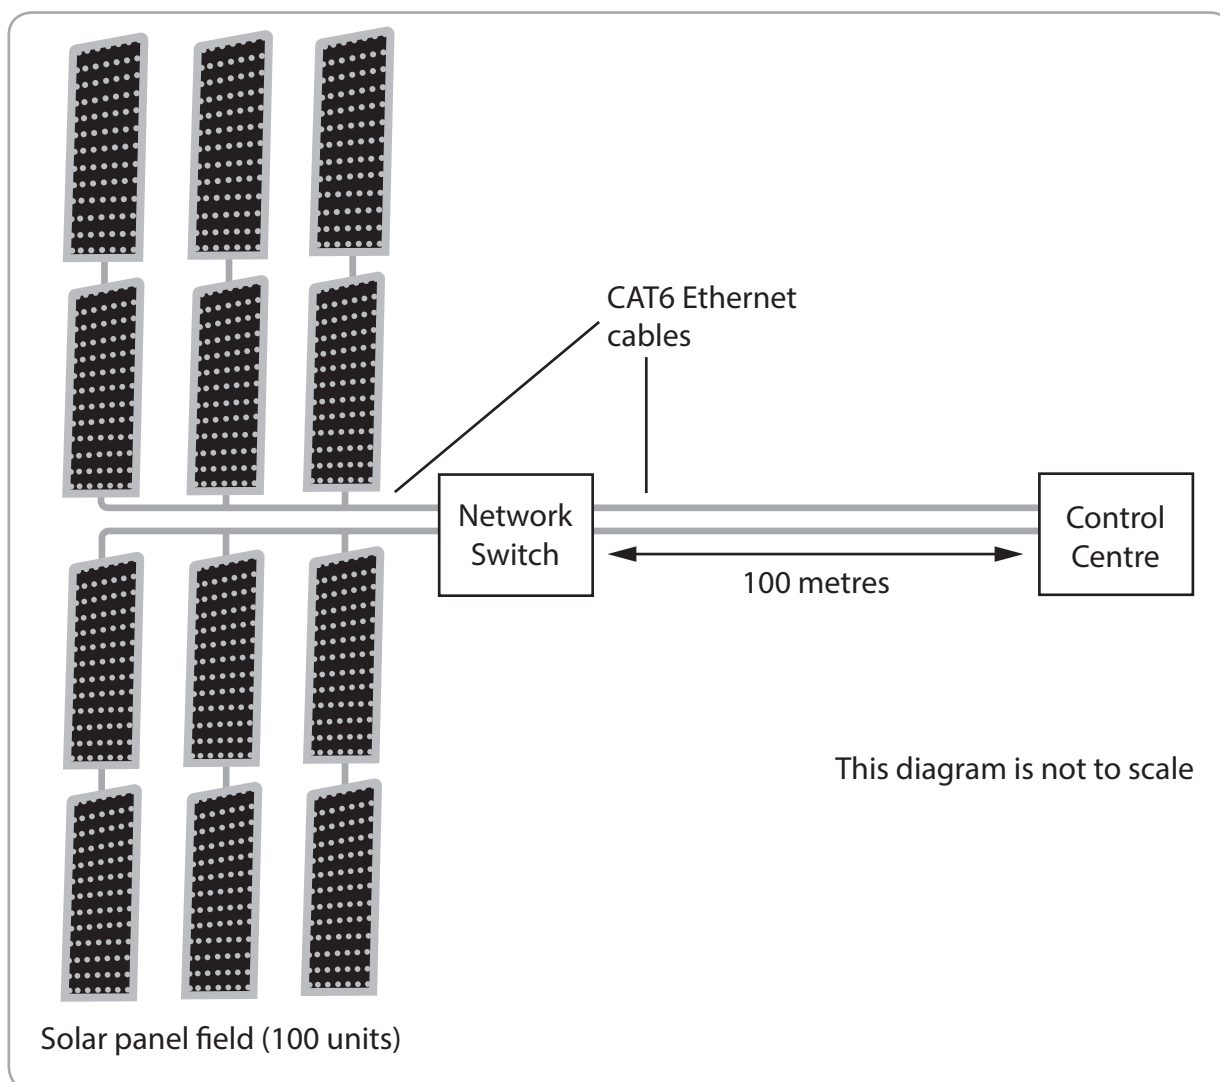 CAT6 Ethernet
cables
Network
Switch
Control
Centre
100 metres
This diagram is not to scale
Solar panel field (100 units)